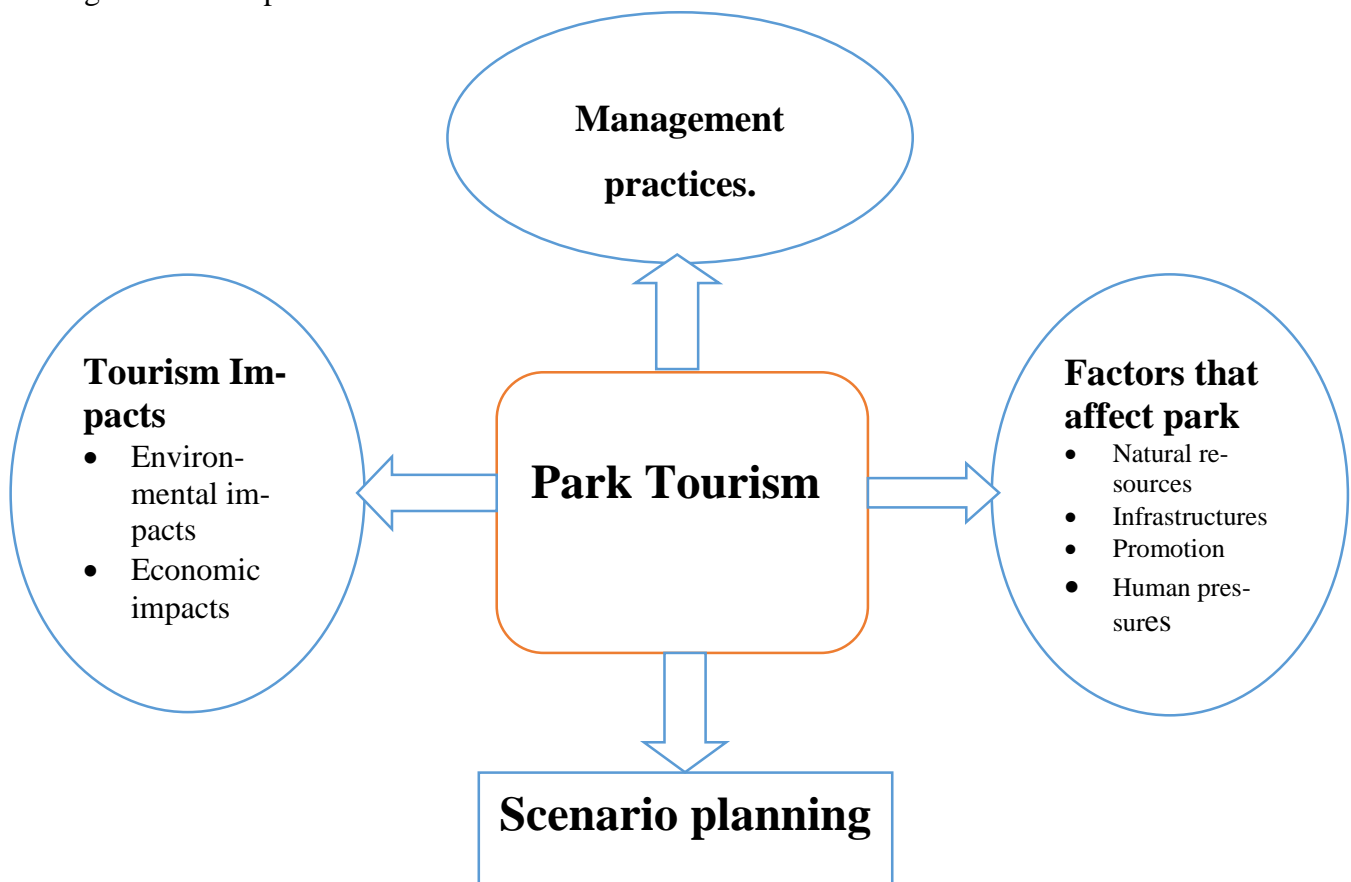 Management
practices.
Tourism Im-
pacts
• Environ-
mental im-
pacts
• Economic
impacts
Park Tourism
Factors that
affect park
• Natural re-
sources
• Infrastructures
• Promotion
• Human pres-
sures
Scenario planning